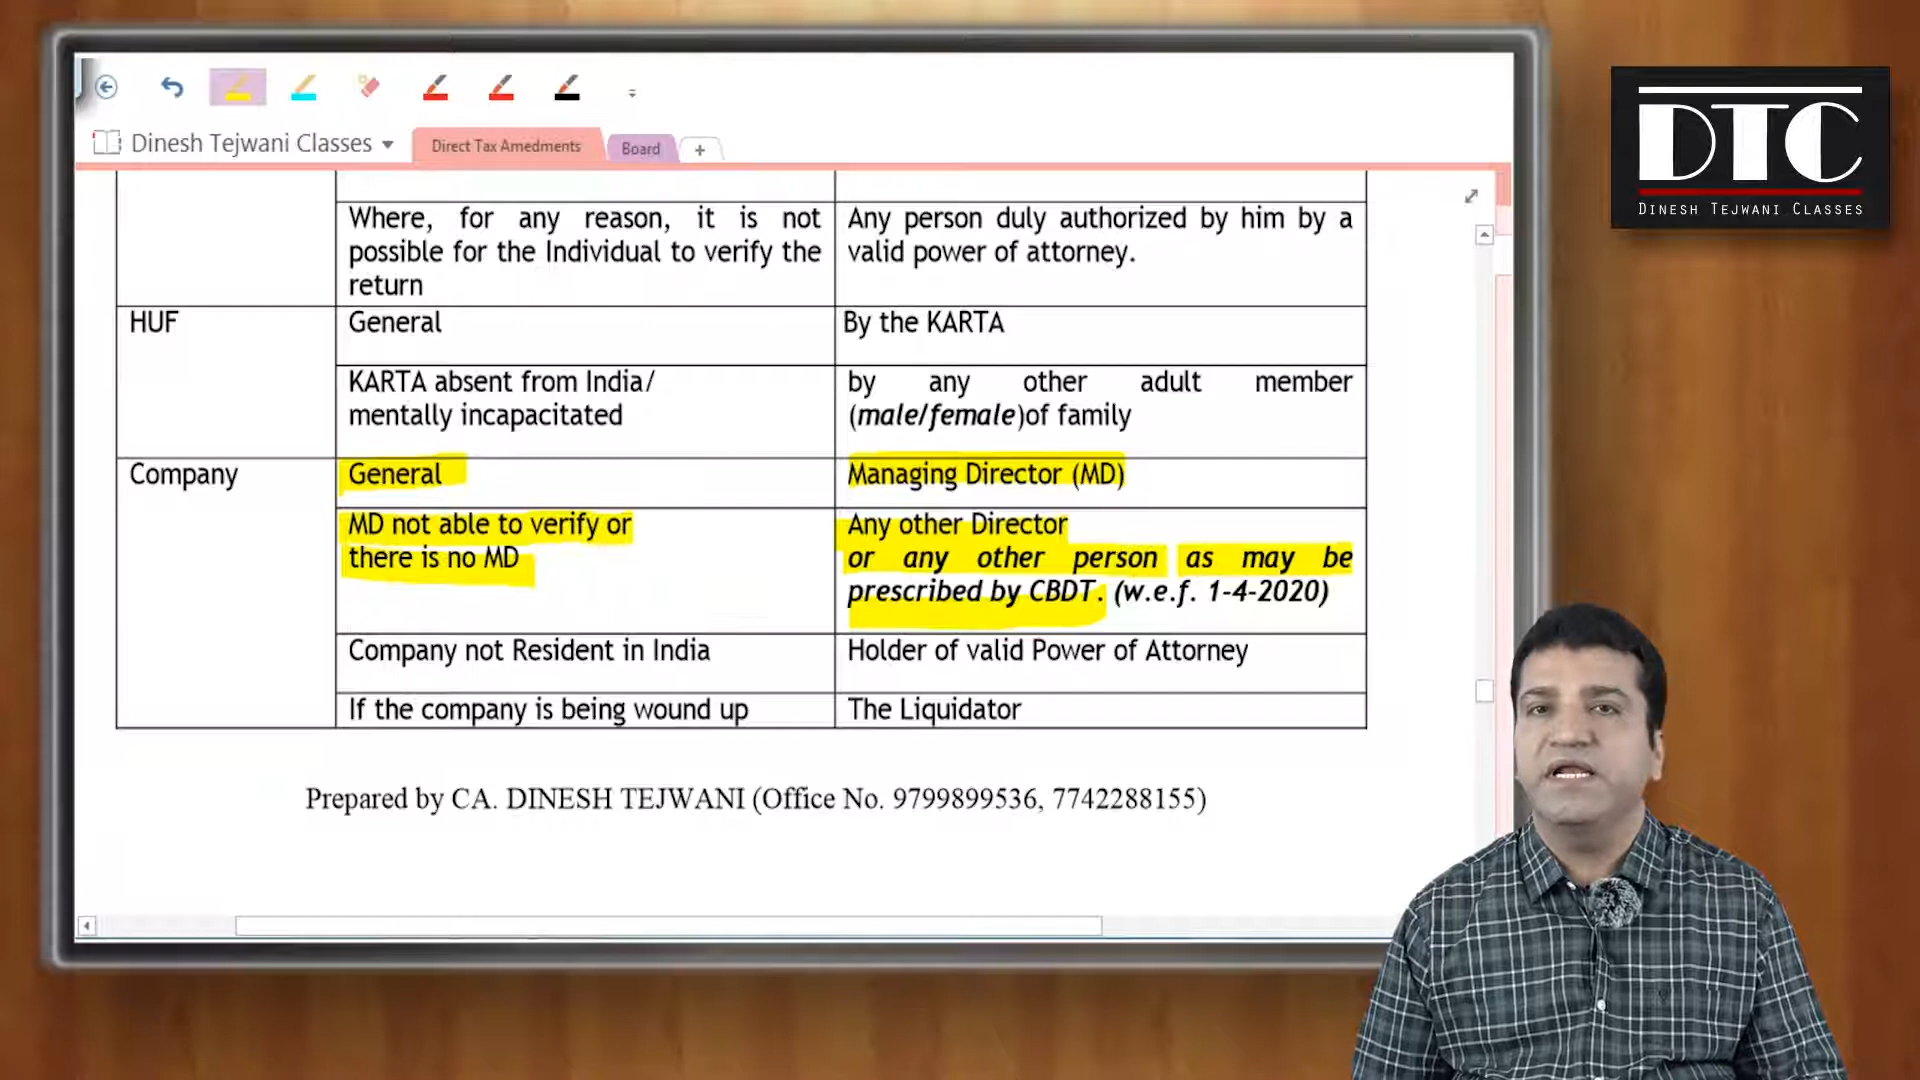 DTC
DINESH TEJWANI CLASSES
Dinesh Tejwani Classes
Direct Tax Amedments
Board
+
Where, for any reason, it is not
possible for the Individual to verify the
return
Any person duly authorized by him by a
valid power of attorney.
HUF
General
By the KARTA
KARTA absent from India/
mentally incapacitated
by any other adult member
(male/female)of family
Company
General
Managing Director (MD)
MD not able to verify or
there is no MD
Any other Director
or any other person as may be
prescribed by CBDT. (w.e.f. 1-4-2020)
Company not Resident in India
Holder of valid Power of Attorney
If the company is being wound up
The Liquidator
Prepared by CA. DINESH TEJWANI (Office No. 9799899536, 7742288155)